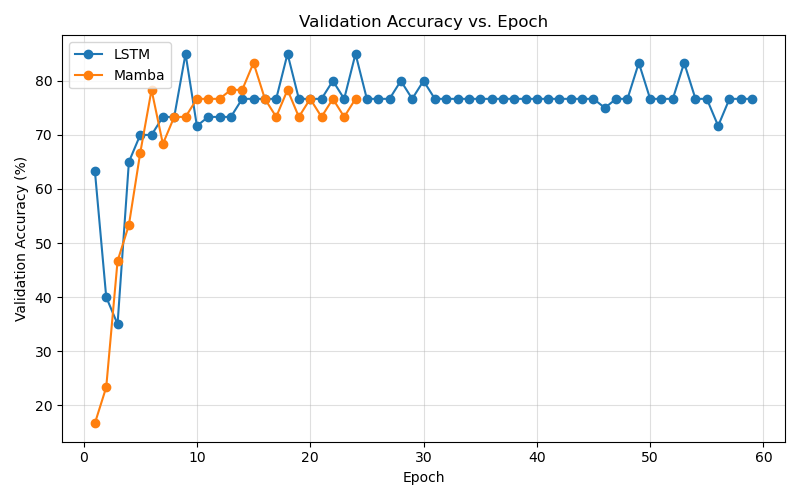 Validation Accuracy vs. Epoch
LSTM
Mamba
Validation Accuracy (%)
80
70
60
50
40
30
20
0 10 20 30 40 50 60
Epoch